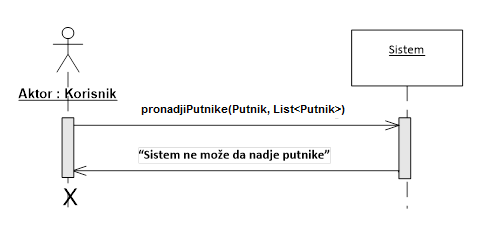 Sistem
Aktor : Korisnik
pronadjiPutnike(Putnik, List<Putnik>)
“Sistem ne može da nadje putnike”
X